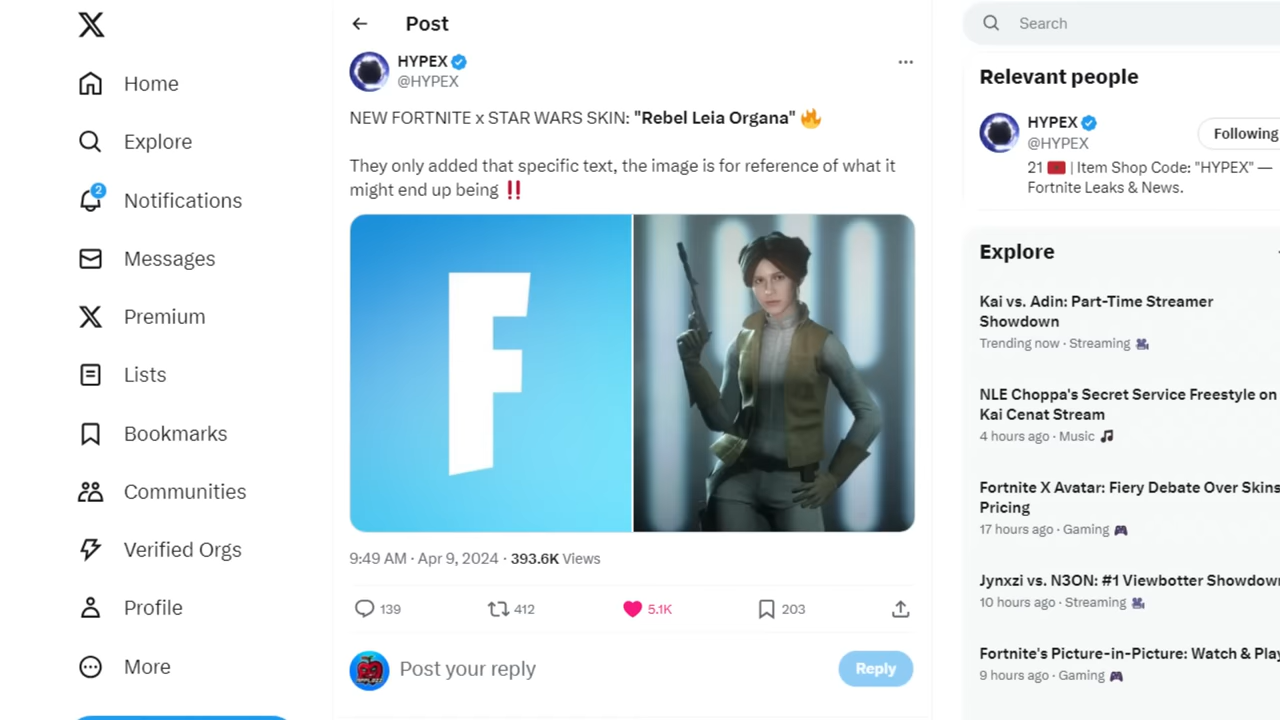 X
Home
Explore
2
Notifications
Messages
Premium
Lists
Bookmarks
Communities
Verified Orgs
Profile
More
Post
HYPEX
@HYPEX
NEW FORTNITE x STAR WARS SKIN: "Rebel Leia Organa" 🔥
They only added that specific text, the image is for reference of what it
might end up being ‼️
F
9:49 AM · Apr 9, 2024 · 393.6K Views
139 412 5.1K 203
Post your reply
Reply
Search
Relevant people
HYPEX
@HYPEX
Following
21 🇲🇦 | Item Shop Code: "HYPEX" —
Fortnite Leaks & News.
Explore
Kai vs. Adin: Part-Time Streamer
Showdown
Trending now · Streaming
NLE Choppa's Secret Service Freestyle on
Kai Cenat Stream
4 hours ago · Music
Fortnite X Avatar: Fiery Debate Over Skins
Pricing
17 hours ago · Gaming
Jynxzi vs. N3ON: #1 Viewbotter Showdown
10 hours ago · Streaming
Fortnite's Picture-in-Picture: Watch & Play
9 hours ago · Gaming